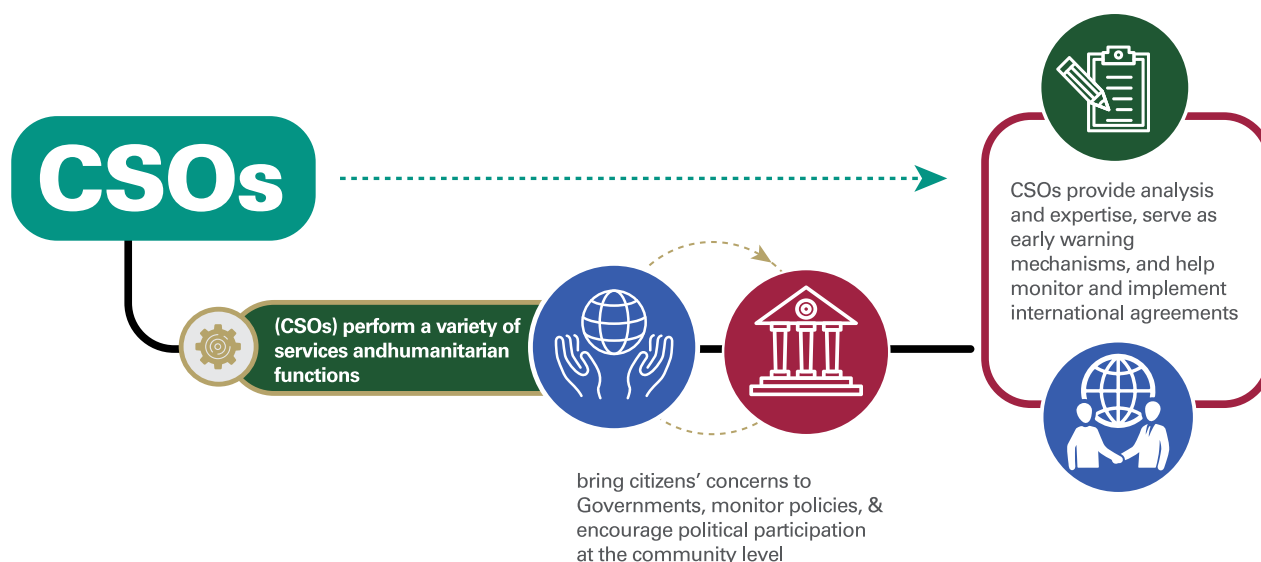 CSOs
(CSOs) perform a variety of
services andhumanitarian
functions
bring citizens’ concerns to
Governments, monitor policies, &
encourage political participation
at the community level
CSOs provide analysis
and expertise, serve as
early warning
mechanisms, and help
monitor and implement
international agreements